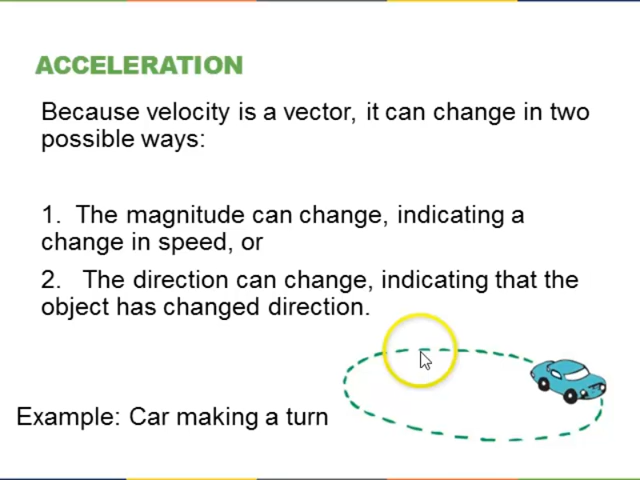 ACCELERATION
Because velocity is a vector, it can change in two
possible ways:
1. The magnitude can change, indicating a
change in speed, or
2. The direction can change, indicating that the
object has changed direction.
Example: Car making a turn